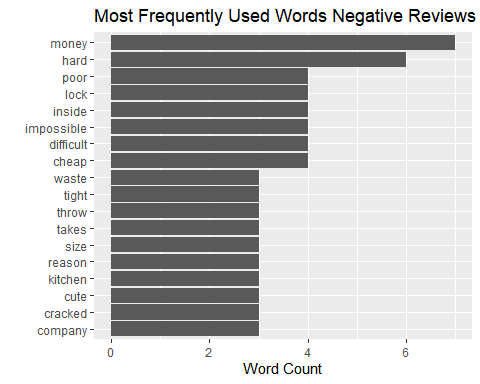 Most Frequently Used Words Negative Reviews
money
hard
poor
lock
inside
impossible
difficult
cheap
waste
tight
throw
takes
size
reason
kitchen
cute
cracked
company
0 2 4 6
Word Count